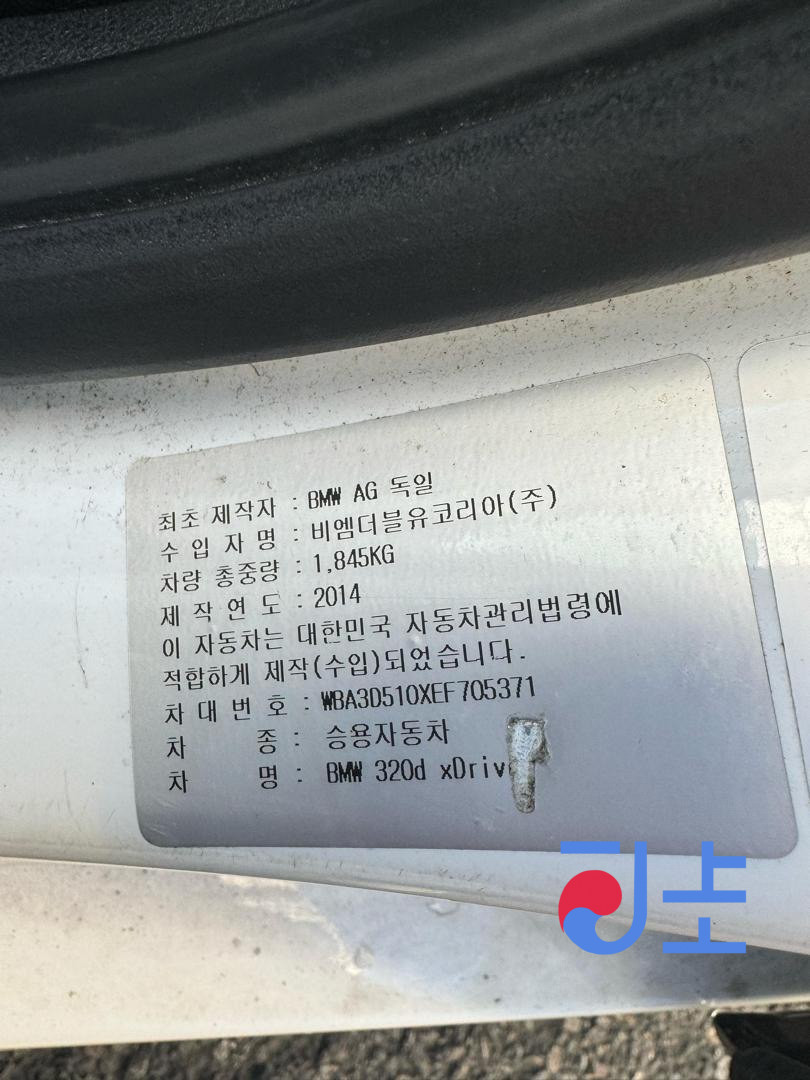 최초 제작자 : BMW AG 독일
수 입 자 명 : 비엠더블유코리아(주)
차량 총중량 : 1,845KG
제 작 연 도 : 2014
이 자동차는 대한민국 자동차관리법령에
적합하게 제작(수입)되었습니다.
차 대 번 호 : WBA3D510XEF705371
차 종 : 승용자동차
차 명 : BMW 320d xDriv